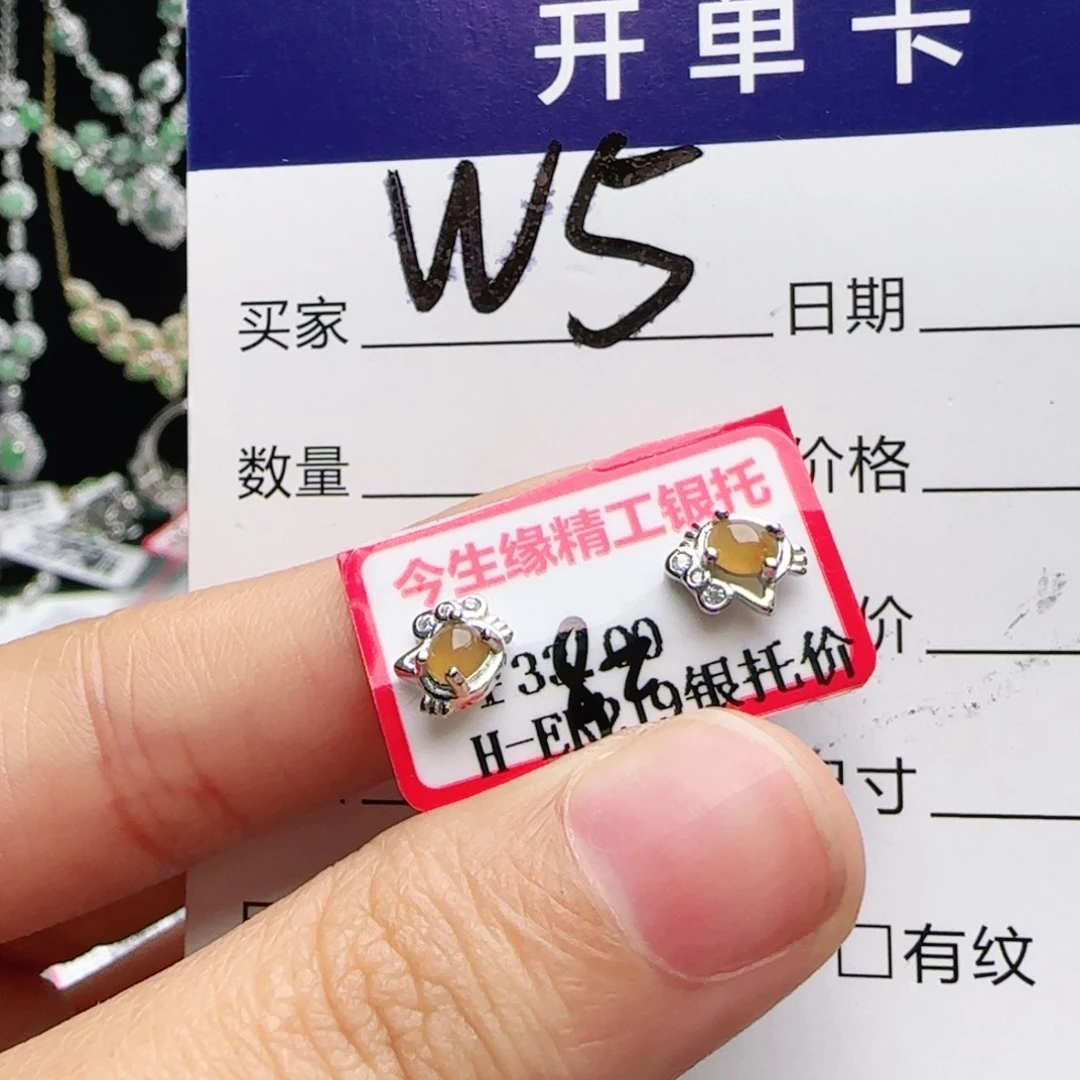 开单卡
买家 W5 日期
数量 价格
今生缘精工银托
价
银托价
寸
有纹